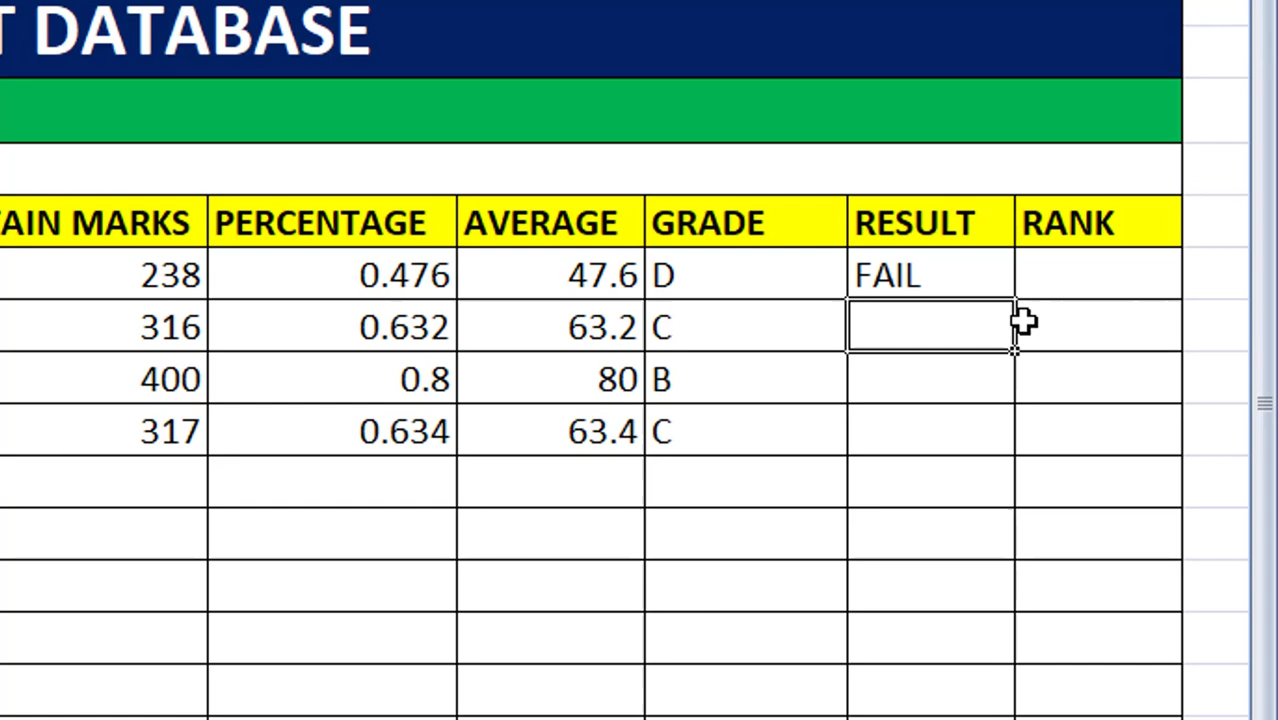 T DATABASE
TAIN MARKS PERCENTAGE AVERAGE GRADE RESULT RANK
238 0.476 47.6 D FAIL
316 0.632 63.2 C
400 0.8 80 B
317 0.634 63.4 C